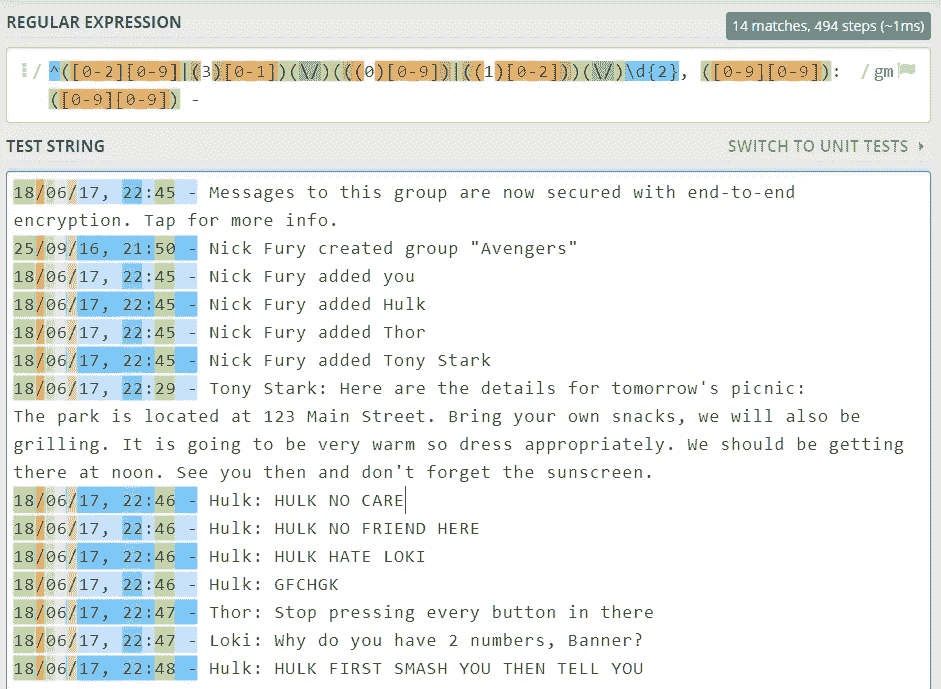 REGULAR EXPRESSION
14 matches, 494 steps (~1ms)
/ ^([0-2][0-9]|(3)[0-1])(\/)(((0)[0-9])|((1)[0-2]))(\/)\d{2}, ([0-9][0-9]): / gm
([0-9][0-9]) -
TEST STRING
SWITCH TO UNIT TESTS
18/06/17, 22:45 - Messages to this group are now secured with end-to-end
encryption. Tap for more info.
25/09/16, 21:50 - Nick Fury created group "Avengers"
18/06/17, 22:45 - Nick Fury added you
18/06/17, 22:45 - Nick Fury added Hulk
18/06/17, 22:45 - Nick Fury added Thor
18/06/17, 22:45 - Nick Fury added Tony Stark
18/06/17, 22:29 - Tony Stark: Here are the details for tomorrow's picnic:
The park is located at 123 Main Street. Bring your own snacks, we will also be
grilling. It is going to be very warm so dress appropriately. We should be getting
there at noon. See you then and don't forget the sunscreen.
18/06/17, 22:46 - Hulk: HULK NO CARE
18/06/17, 22:46 - Hulk: HULK NO FRIEND HERE
18/06/17, 22:46 - Hulk: HULK HATE LOKI
18/06/17, 22:46 - Hulk: GFCHGK
18/06/17, 22:47 - Thor: Stop pressing every button in there
18/06/17, 22:47 - Loki: Why do you have 2 numbers, Banner?
18/06/17, 22:48 - Hulk: HULK FIRST SMASH YOU THEN TELL YOU